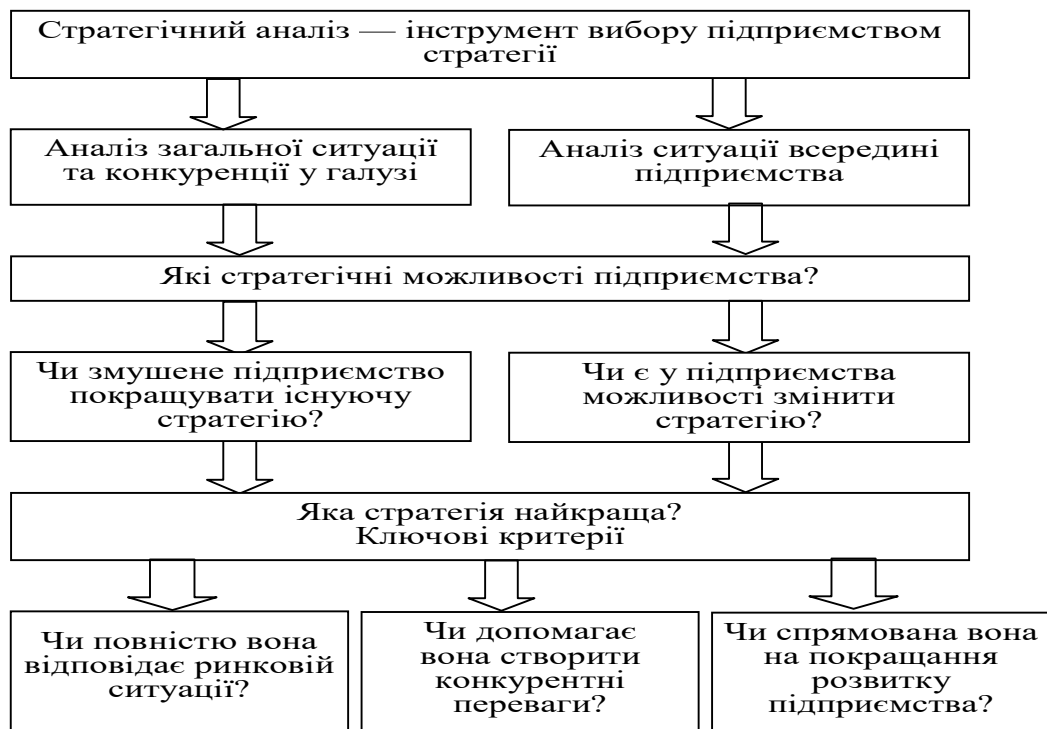 Стратегічний аналіз — інструмент вибору підприємством
стратегії
Аналіз загальної ситуації
та конкуренції у галузі
Аналіз ситуації всередині
підприємства
Які стратегічні можливості підприємства?
Чи змушене підприємство
покращувати існуючу
стратегію?
Чи є у підприємства
можливості змінити
стратегію?
Яка стратегія найкраща?
Ключові критерії
Чи повністю вона
відповідає ринковій
ситуації?
Чи допомагає
вона створити
конкурентні
переваги?
Чи спрямована вона
на покращання
розвитку
підприємства?